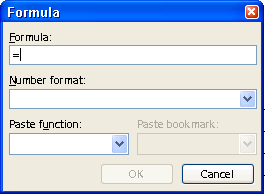 Formula
Formula:
=
Number format:
Paste function: Paste bookmark:
OK Cancel